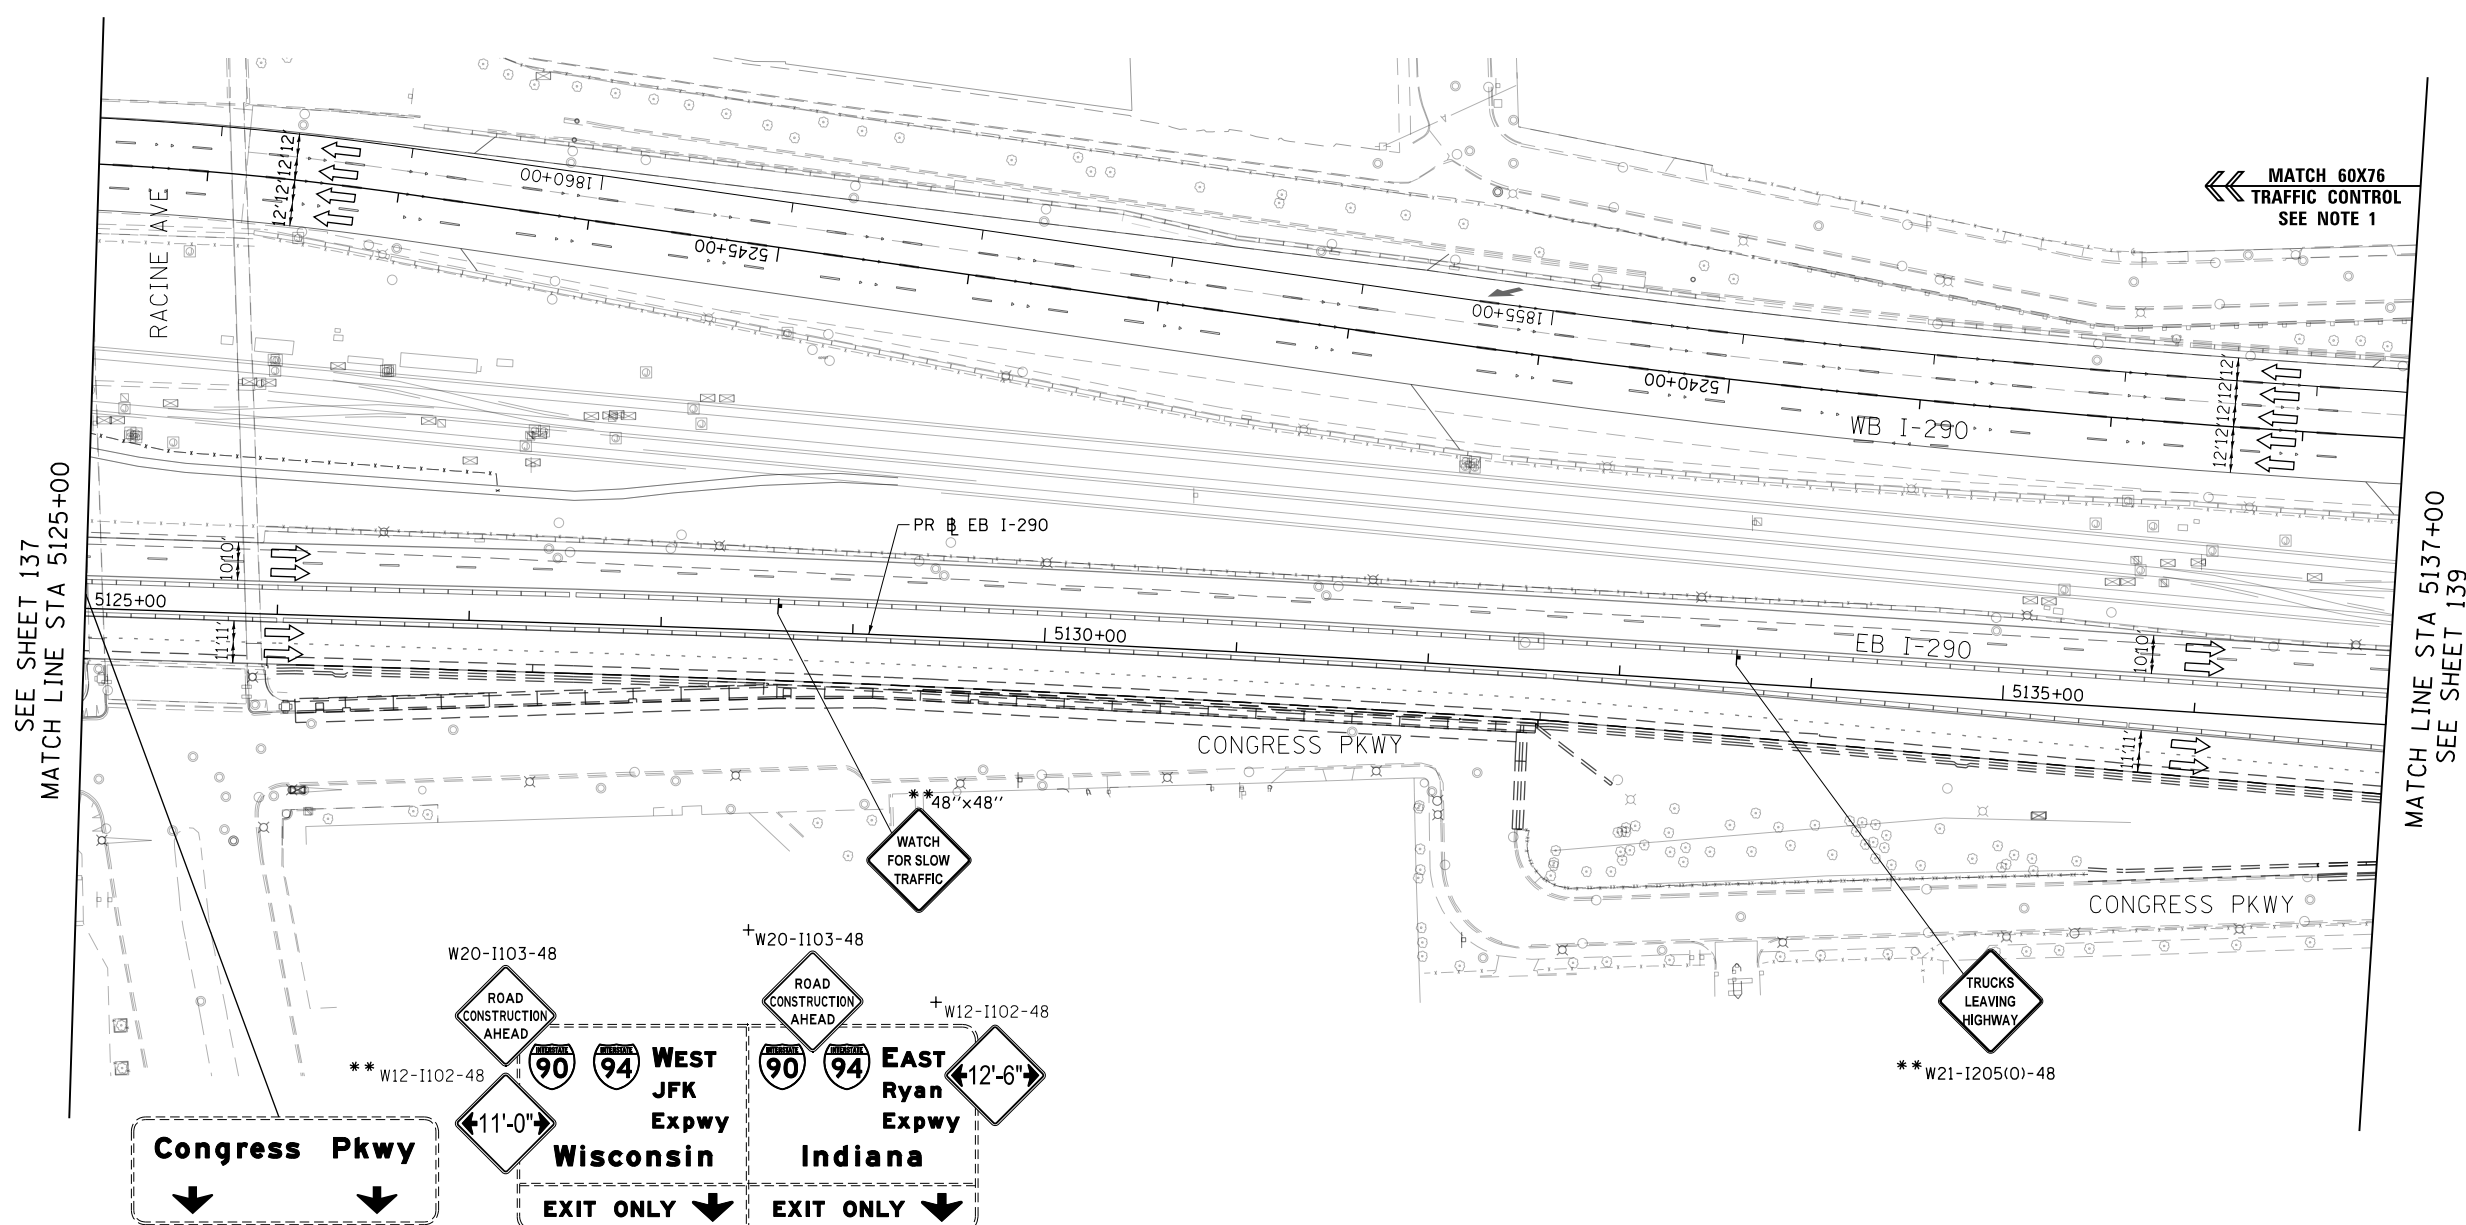 MATCH 60X76
TRAFFIC CONTROL
SEE NOTE 1
12'12'12'12'
RACINE AVE
1860+00
5245+00
1855+00
5240+00
12'12'12'12'12'
WB I-290
SEE SHEET 137
MATCH LINE STA 5125+00
PR ℄ EB I-290
10'10'
5125+00
11'11'
5130+00
EB I-290
10'10'
5135+00
11'11'
MATCH LINE STA 5137+00
SEE SHEET 139
CONGRESS PKWY
**48''x48''
WATCH
FOR SLOW
TRAFFIC
CONGRESS PKWY
W20-I103-48
ROAD
CONSTRUCTION
AHEAD
+W20-I103-48
ROAD
CONSTRUCTION
AHEAD
+W12-I102-48
12'-6"
**W12-I102-48
11'-0"
INTERSTATE 90 INTERSTATE 94 WEST
JFK
Expwy
Wisconsin
EXIT ONLY
INTERSTATE 90 INTERSTATE 94 EAST
Ryan
Expwy
Indiana
EXIT ONLY
Congress Pkwy
TRUCKS
LEAVING
HIGHWAY
**W21-I205(O)-48